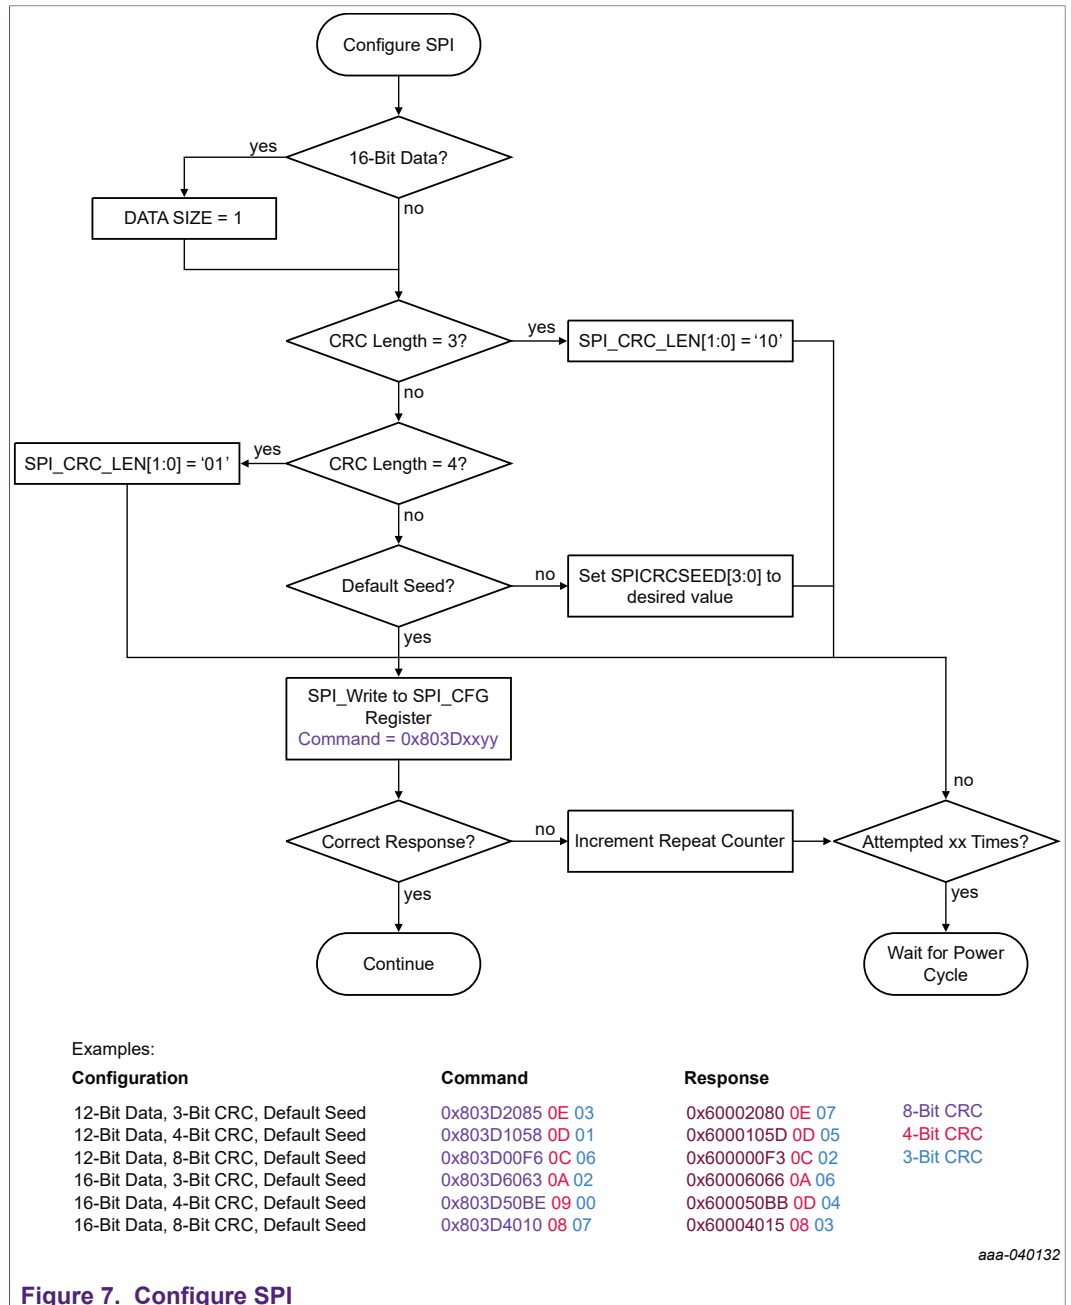 Configure SPI
16-Bit Data?
yes
no
DATA SIZE = 1
CRC Length = 3?
yes
SPI_CRC_LEN[1:0] = ‘10’
no
CRC Length = 4?
yes
SPI_CRC_LEN[1:0] = ‘01’
no
Default Seed?
no
Set SPICRCSEED[3:0] to
desired value
yes
SPI_Write to SPI_CFG
Register
Command = 0x803Dxxyy
no
Correct Response?
no
Increment Repeat Counter
Attempted xx Times?
yes
yes
Continue
Wait for Power
Cycle
Examples:
Configuration Command Response
12-Bit Data, 3-Bit CRC, Default Seed 0x803D2085 0E 03 0x60002080 0E 07 8-Bit CRC
12-Bit Data, 4-Bit CRC, Default Seed 0x803D1058 0D 01 0x6000105D 0D 05 4-Bit CRC
12-Bit Data, 8-Bit CRC, Default Seed 0x803D00F6 0C 06 0x600000F3 0C 02 3-Bit CRC
16-Bit Data, 3-Bit CRC, Default Seed 0x803D6063 0A 02 0x60006066 0A 06
16-Bit Data, 4-Bit CRC, Default Seed 0x803D50BE 09 00 0x600050BB 0D 04
16-Bit Data, 8-Bit CRC, Default Seed 0x803D4010 08 07 0x60004015 08 03
aaa-040132
Figure 7. Configure SPI